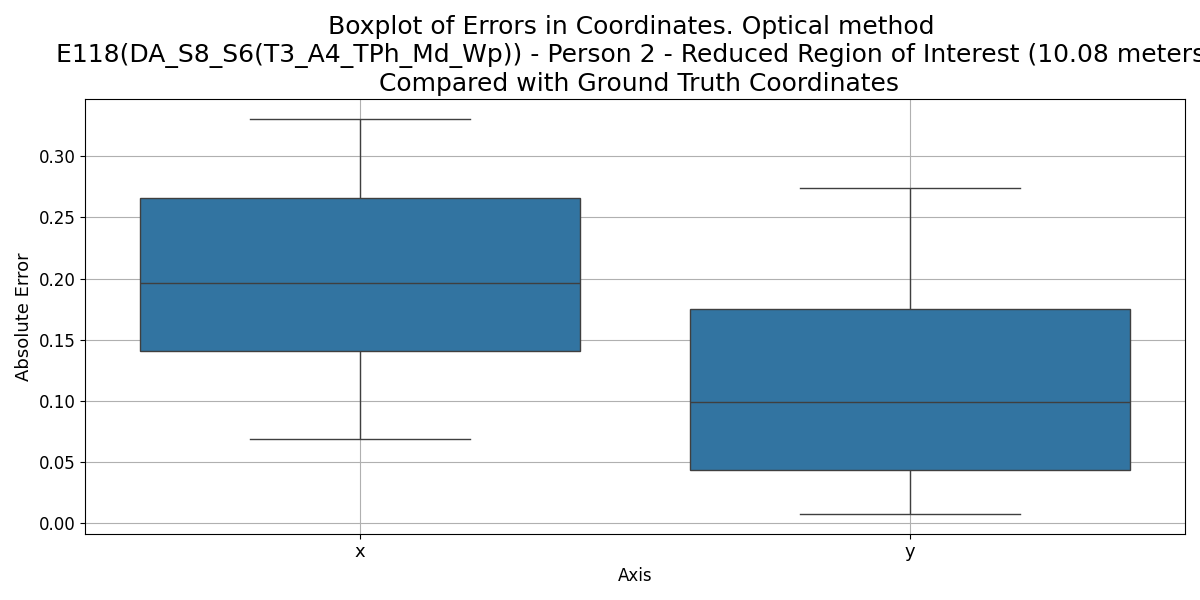 Boxplot of Errors in Coordinates. Optical method
E118(DA_S8_S6(T3_A4_TPh_Md_Wp)) - Person 2 - Reduced Region of Interest (10.08 meters
Compared with Ground Truth Coordinates
0.30
0.25
0.20
0.15
0.10
0.05
0.00
Absolute Error
x
y
Axis